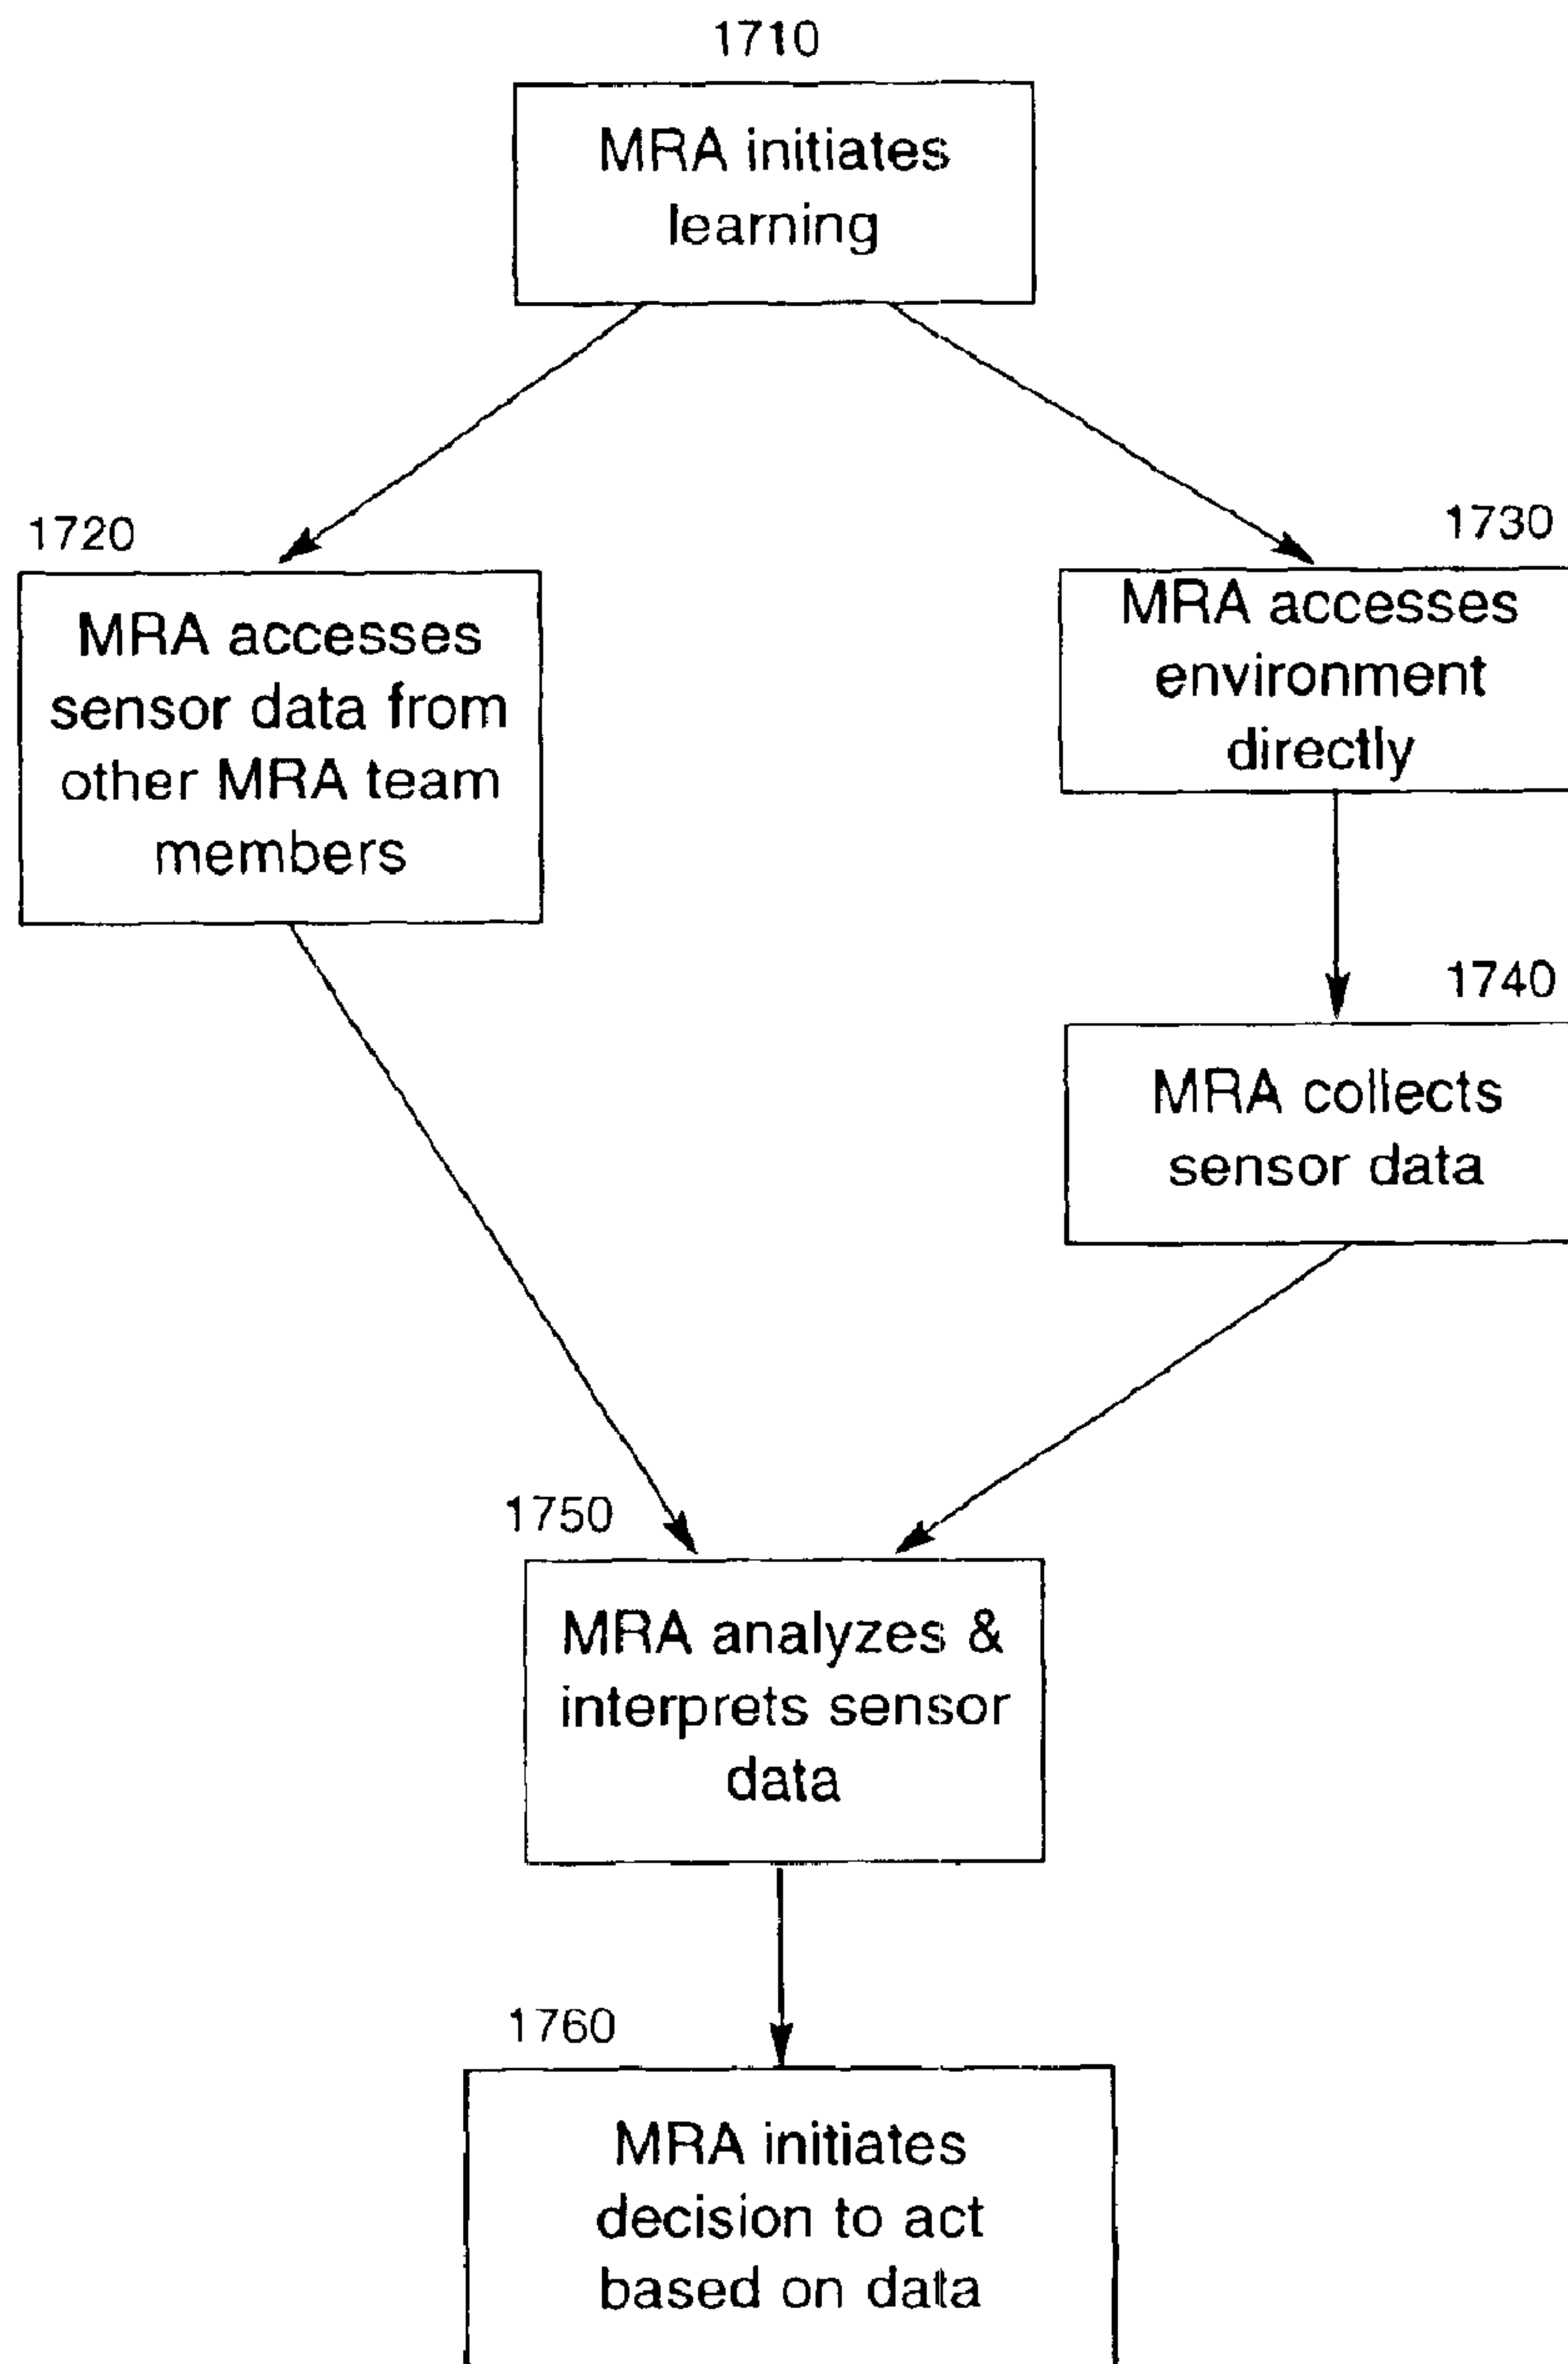 1710
MRA initiates
learning
1720
MRA accesses
sensor data from
other MRA team
members
1730
MRA accesses
environment
directly
1740
MRA collects
sensor data
1750
MRA analyzes &
interprets sensor
data
1760
MRA initiates
decision to act
based on data